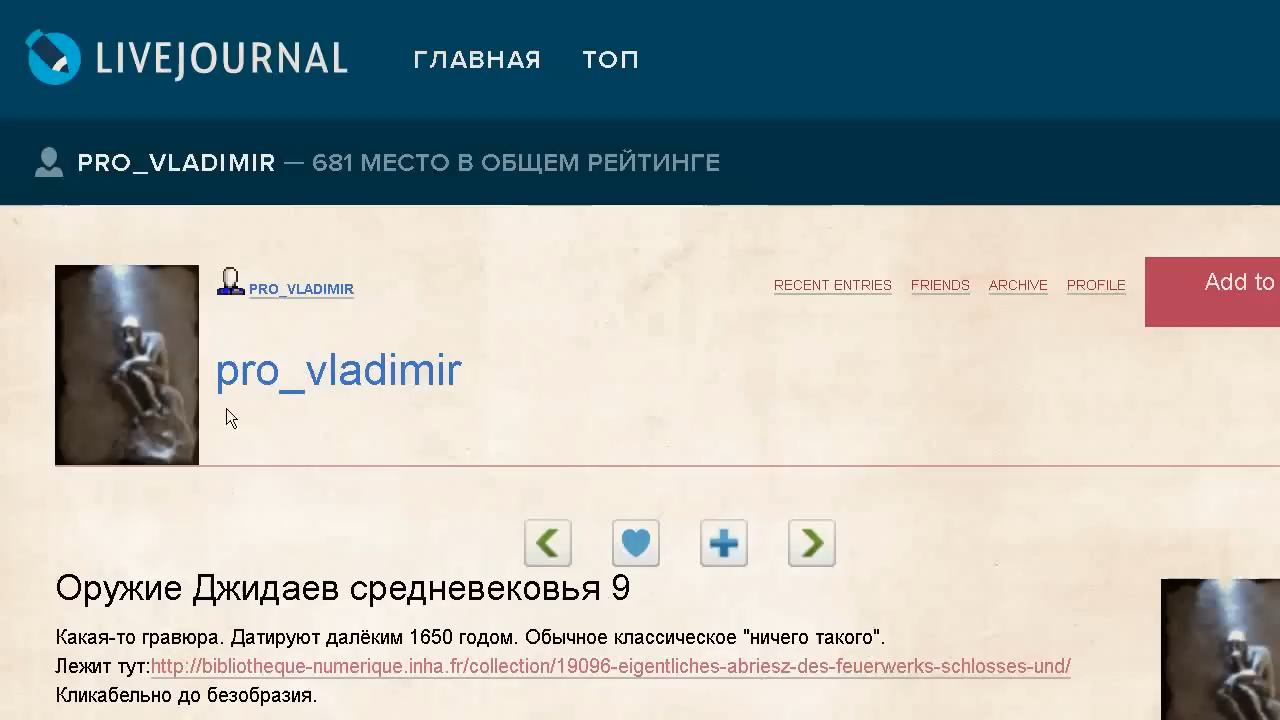 LIVEJOURNAL ГЛАВНАЯ ТОП
PRO_VLADIMIR — 681 МЕСТО В ОБЩЕМ РЕЙТИНГЕ
PRO_VLADIMIR RECENT ENTRIES FRIENDS ARCHIVE PROFILE Add to
pro_vladimir
Оружие Джидаев средневековья 9
Какая-то гравюра. Датируют далёким 1650 годом. Обычное классическое "ничего такого".
Лежит тут:http://bibliotheque-numerique.inha.fr/collection/19096-eigentliches-abriesz-des-feuerwerks-schlosses-und/
Кликабельно до безобразия.